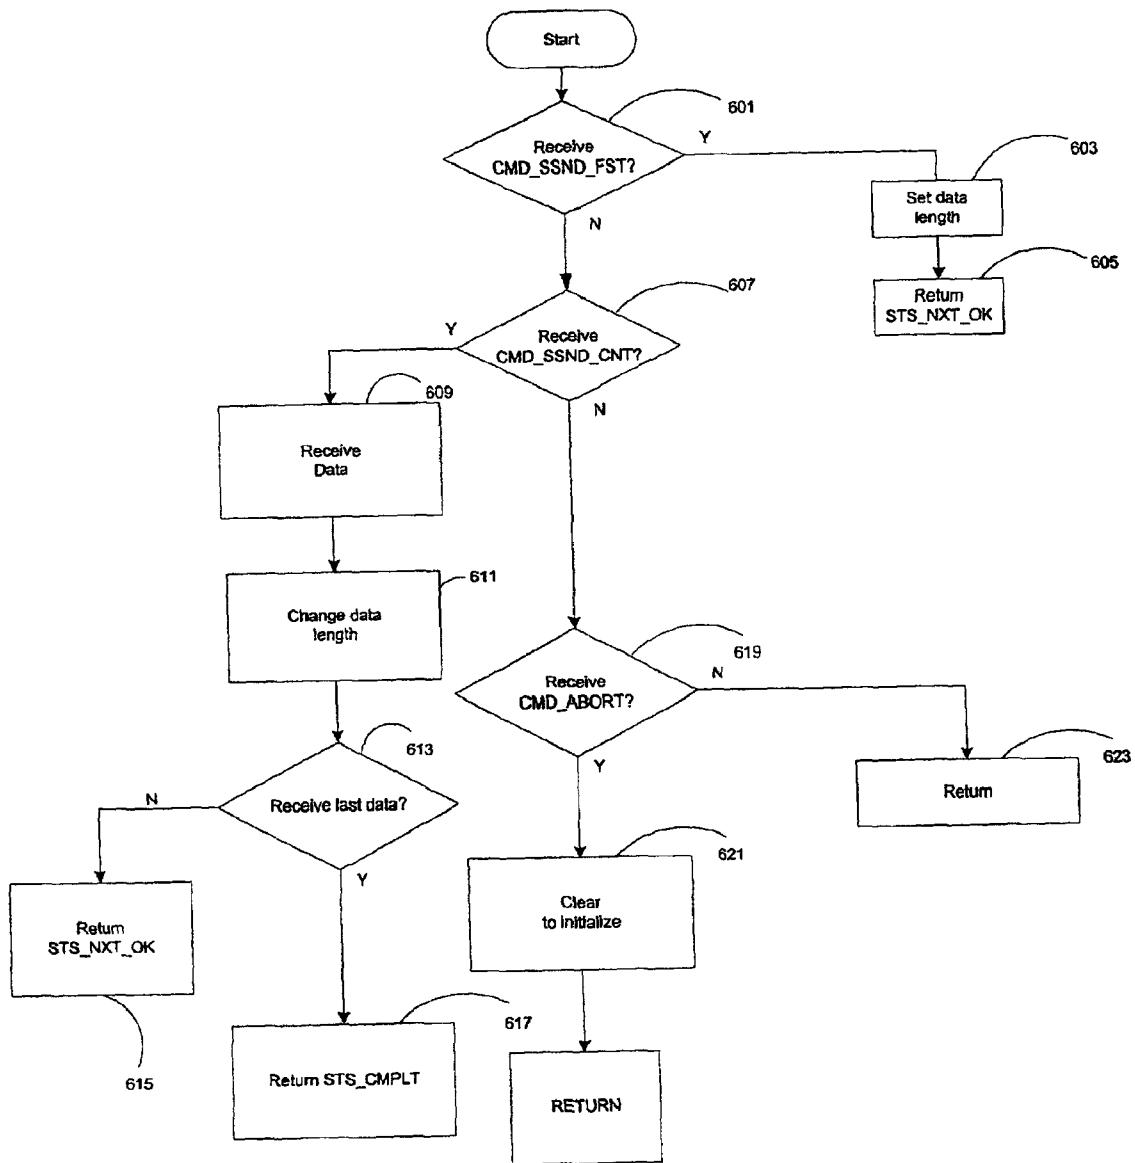 Start
601
Receive
CMD_SSND_FST?
Y
603
Set data
length
N
605
Return
STS_NXT_OK
607
Y
Receive
CMD_SSND_CNT?
609
N
Receive
Data
611
Change data
length
619
Receive
CMD_ABORT?
N
613
Y
623
Return
N
Receive last data?
621
Y
Clear
to initialize
Return
STS_NXT_OK
617
615
Return STS_CMPLT
RETURN